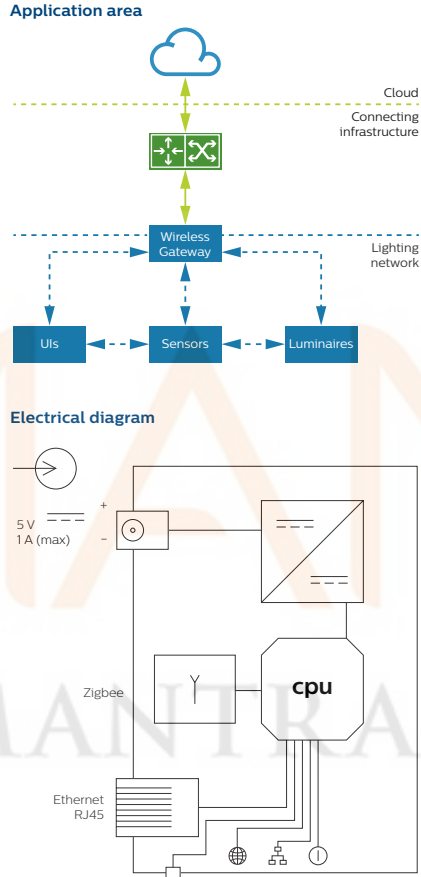 Application area
Cloud
Connecting
infrastructure
Wireless
Gateway
Lighting
network
UIs
Sensors
Luminaires
Electrical diagram
+
5 V
1 A (max)
–
cpu
Zigbee
MANTRA
Ethernet
RJ45